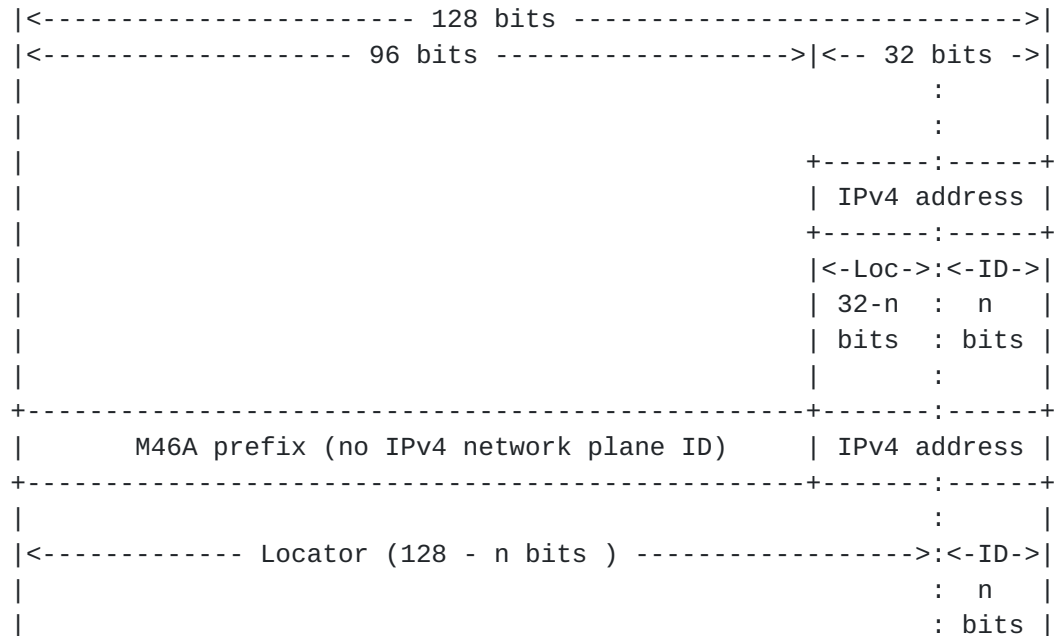 |<----------------------- 128 bits ----------------------------->|
|<-------------------- 96 bits ------------------->|<-- 32 bits ->|
|                                                          :      |
|                                                          :      |
|                                                  +-------:------+
|                                                  | IPv4 address |
|                                                  +-------:------+
|                                                  |<-Loc->:<-ID->|
|                                                  | 32-n  :  n   |
|                                                  | bits  : bits |
|                                                  |       :      |
+--------------------------------------------------+-------:------+
|       M46A prefix (no IPv4 network plane ID)     | IPv4 address |
+--------------------------------------------------+-------:------+
|                                                          :      |
|<------------- Locator (128 - n bits ) ------------------>:<-ID->|
|                                                          :  n   |
|                                                          : bits |